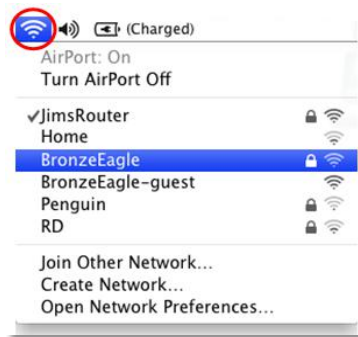 (Charged)
AirPort: On
Turn AirPort Off
✓JimsRouter
Home
BronzeEagle
BronzeEagle-guest
Penguin
RD
Join Other Network...
Create Network...
Open Network Preferences...